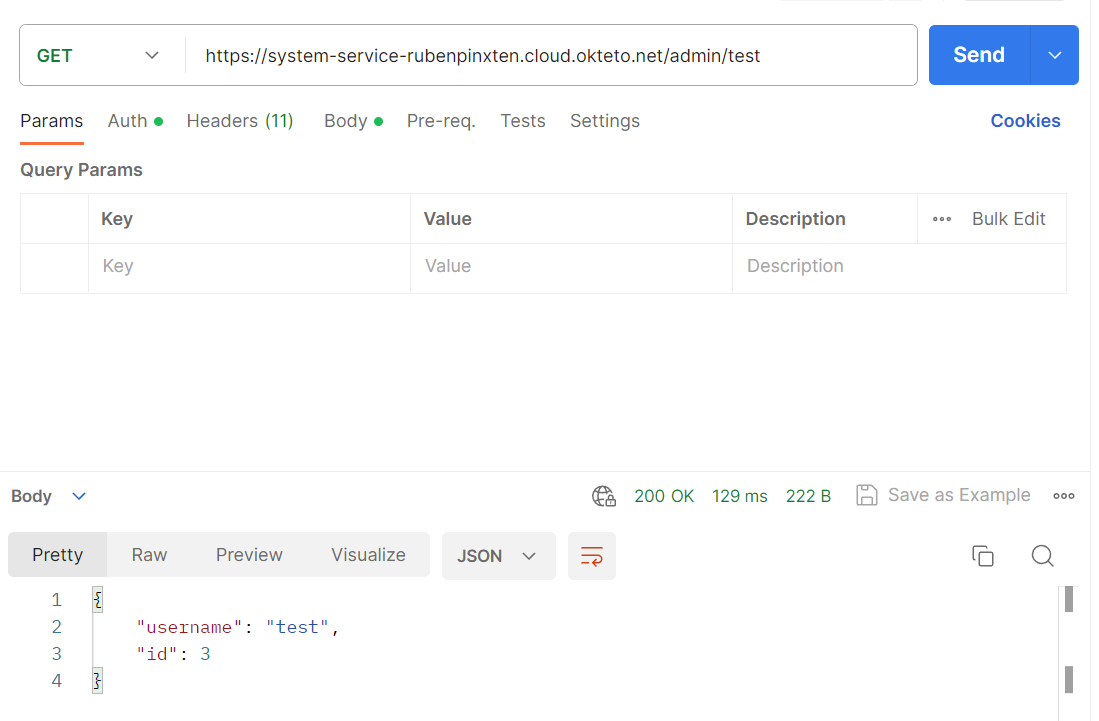 GET https://system-service-rubenpinxten.cloud.okteto.net/admin/test Send
Params Auth Headers (11) Body Pre-req. Tests Settings Cookies
Query Params
Key Value Description Bulk Edit
Key Value Description
Body 200 OK 129 ms 222 B Save as Example
Pretty Raw Preview Visualize JSON
1 {
2 "username": "test",
3 "id": 3
4 }